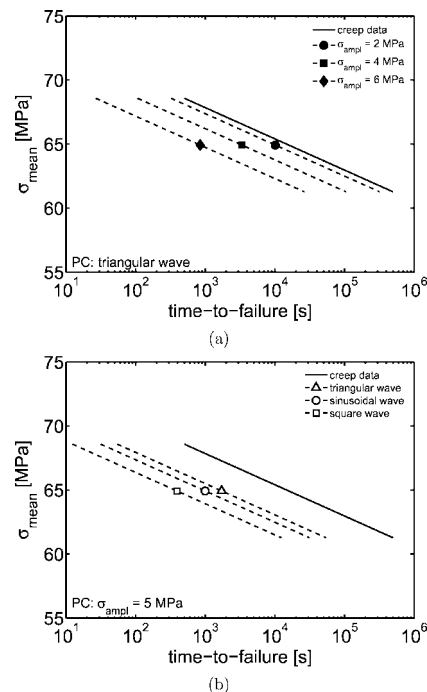 creep data
σampl = 2 MPa
σampl = 4 MPa
σampl = 6 MPa
75
70
65
60
55
σmean [MPa]
PC: triangular wave
10^1 10^2 10^3 10^4 10^5 10^6
time-to-failure [s]
(a)
creep data
triangular wave
sinusoidal wave
square wave
75
70
65
60
55
σmean [MPa]
PC: σampl = 5 MPa
10^1 10^2 10^3 10^4 10^5 10^6
time-to-failure [s]
(b)